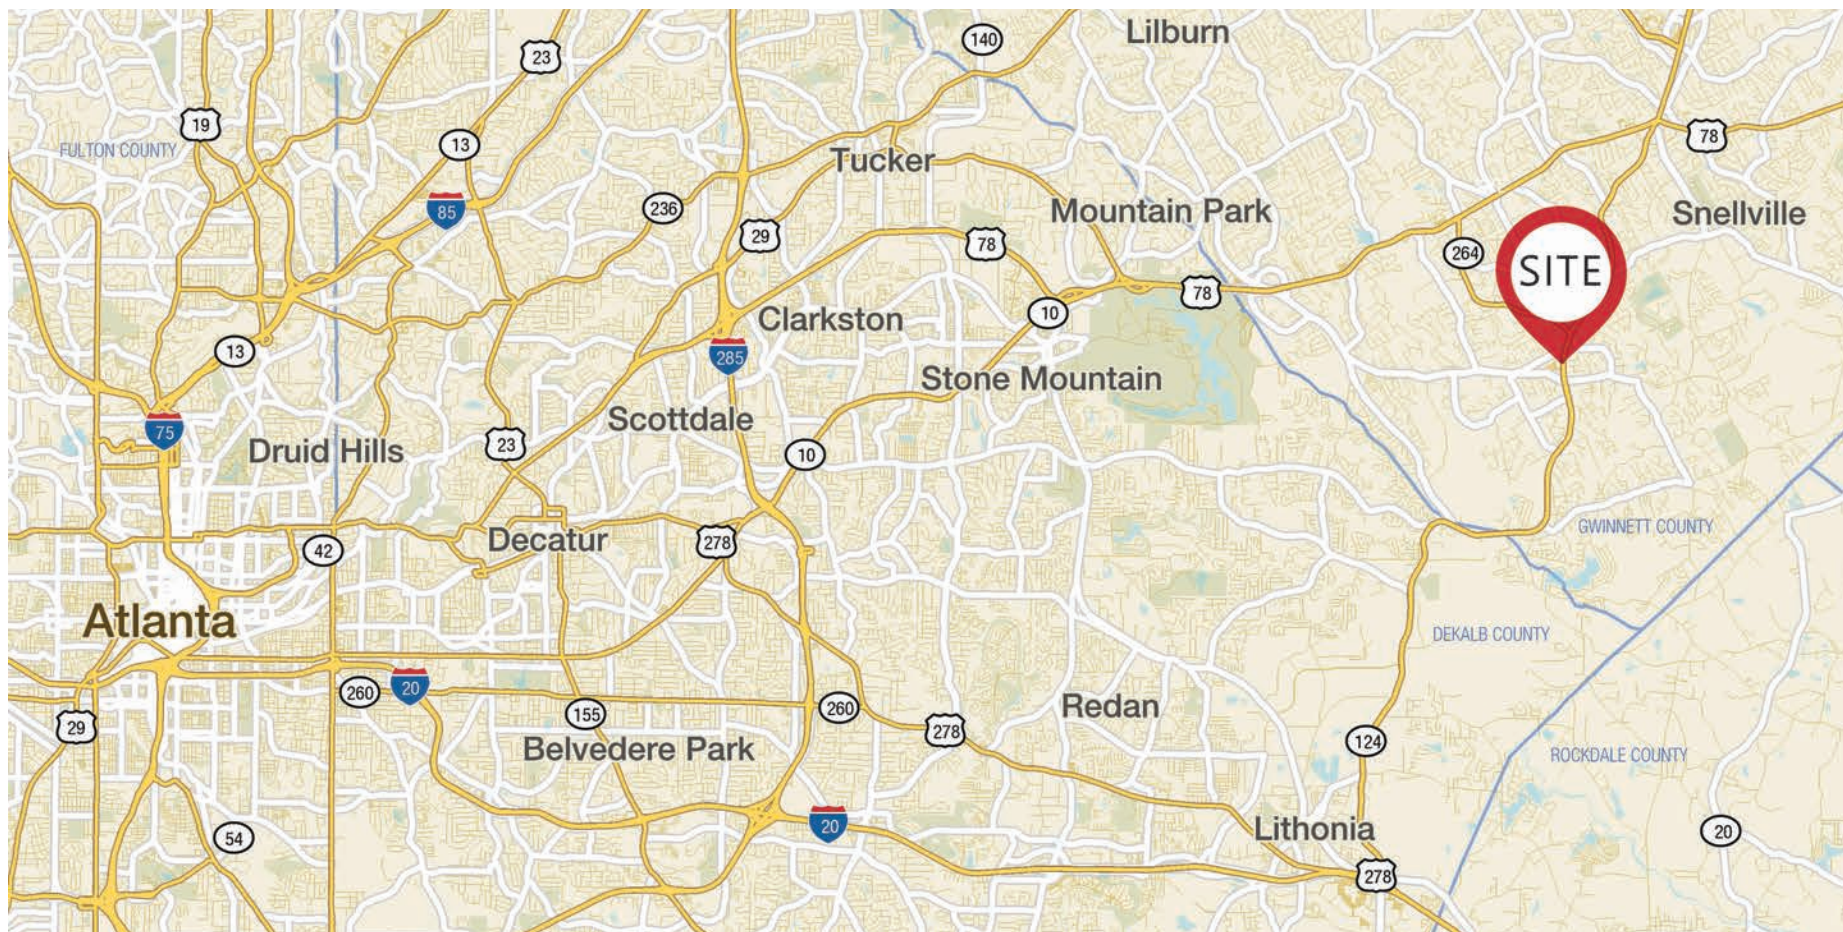 Lilburn
140
23
19
78
13
FULTON COUNTY
Tucker
85
236
Mountain Park
Snellville
29
78
264
SITE
78
10
Clarkston
13
285
Stone Mountain
Scottdale
75
23
Druid Hills
10
GWINNETT COUNTY
Decatur
278
42
Atlanta
DEKALB COUNTY
20
260
155
260
Redan
29
278
124
Belvedere Park
ROCKDALE COUNTY
20
Lithonia
20
54
278